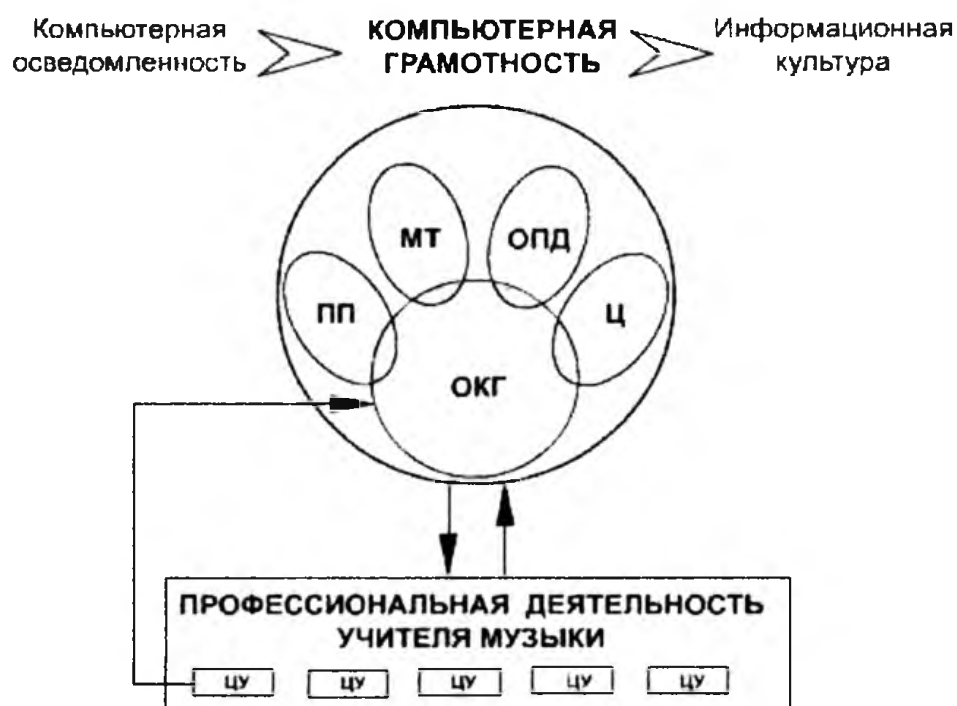 Компьютерная осведомленность
КОМПЬЮТЕРНАЯ ГРАМОТНОСТЬ
Информационная культура
МТ
ОПД
ПП
Ц
ОКГ
ПРОФЕССИОНАЛЬНАЯ ДЕЯТЕЛЬНОСТЬ
УЧИТЕЛЯ МУЗЫКИ
ЦУ ЦУ ЦУ ЦУ ЦУ